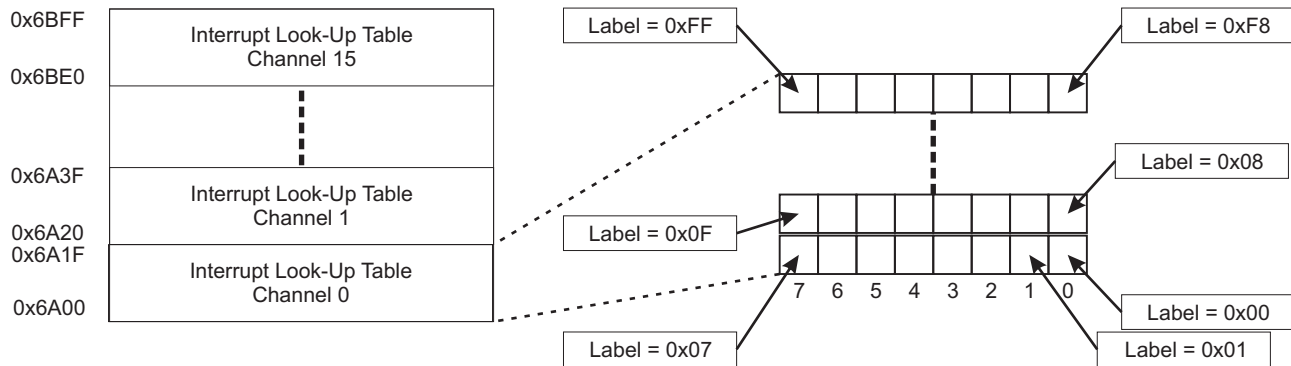 0x6BFF
Interrupt Look-Up Table
Channel 15
0x6BE0
0x6A3F
Interrupt Look-Up Table
Channel 1
0x6A20
0x6A1F
Interrupt Look-Up Table
Channel 0
0x6A00
Label = 0xFF
Label = 0xF8
Label = 0x08
Label = 0x0F
7 6 5 4 3 2 1 0
Label = 0x00
Label = 0x07
Label = 0x01